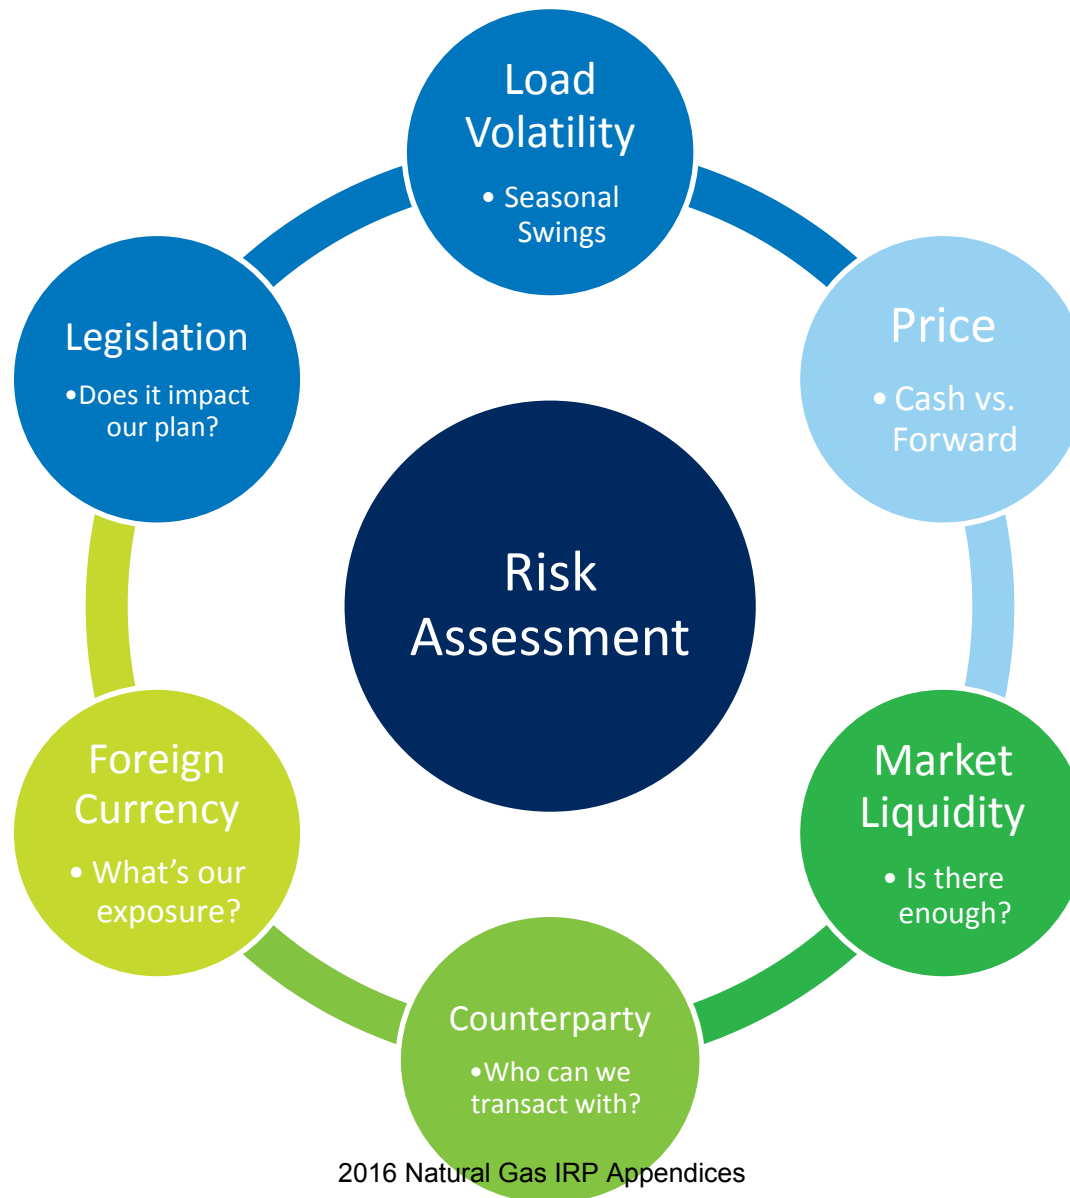 Load
Volatility
• Seasonal
Swings
Price
• Cash vs.
Forward
Market
Liquidity
• Is there
enough?
Counterparty
•Who can we
transact with?
Foreign
Currency
• What’s our
exposure?
Legislation
•Does it impact
our plan?
Risk
Assessment
2016 Natural Gas IRP Appendices